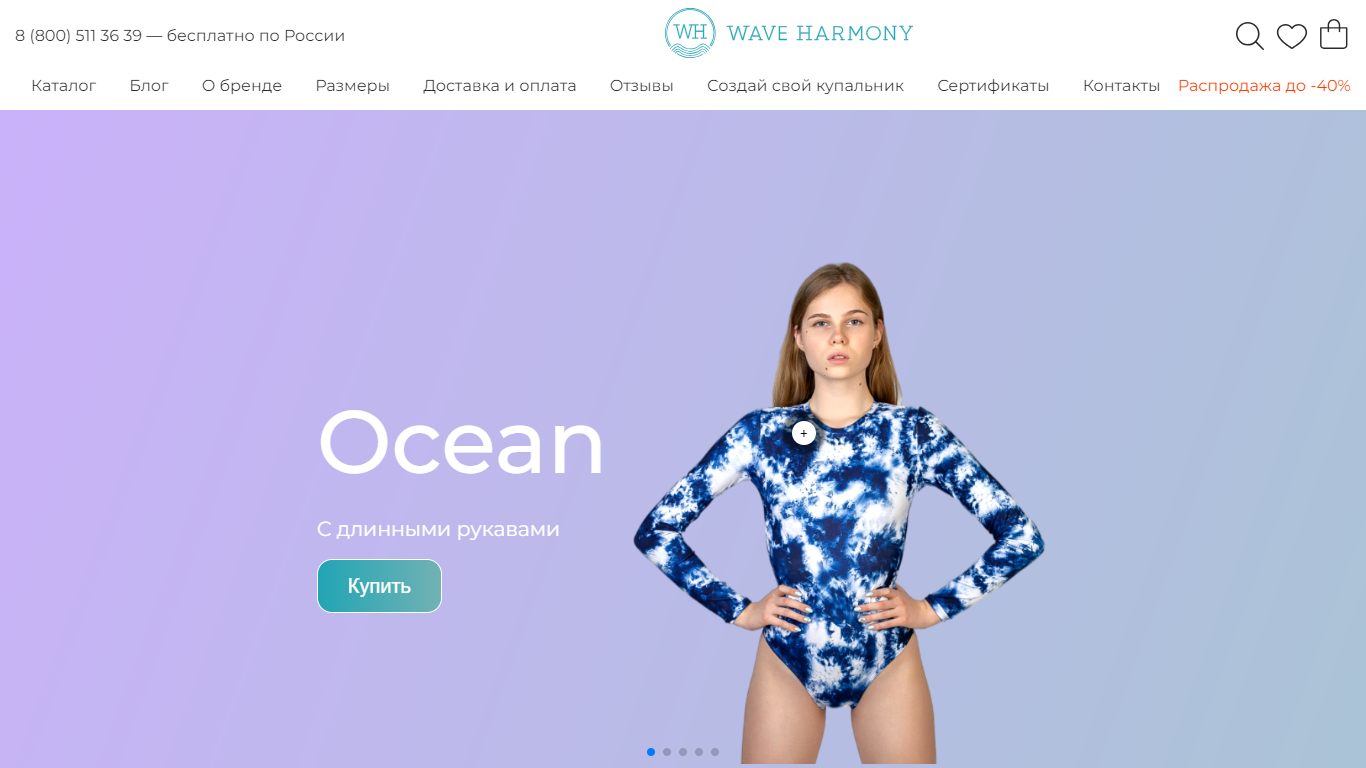 8 (800) 511 36 39 — бесплатно по России
WH WAVE HARMONY
Каталог Блог О бренде Размеры Доставка и оплата Отзывы Создай свой купальник Сертификаты Контакты Распродажа до -40%
Ocean
+
С длинными рукавами
Купить